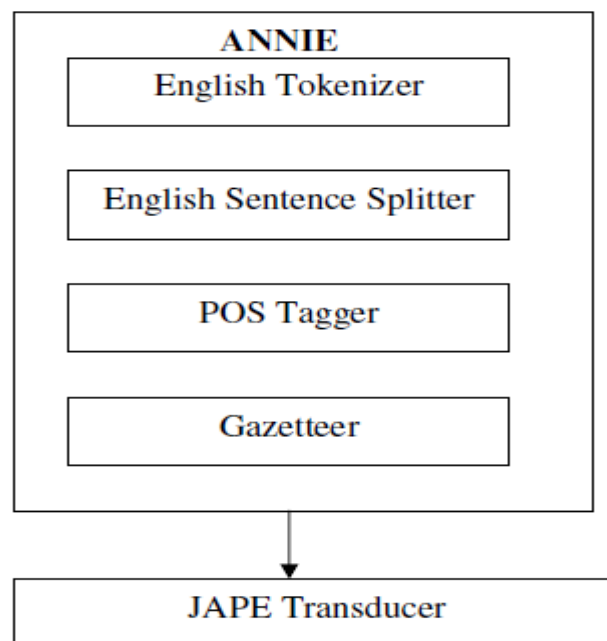 ANNIE
English Tokenizer
English Sentence Splitter
POS Tagger
Gazetteer
JAPE Transducer